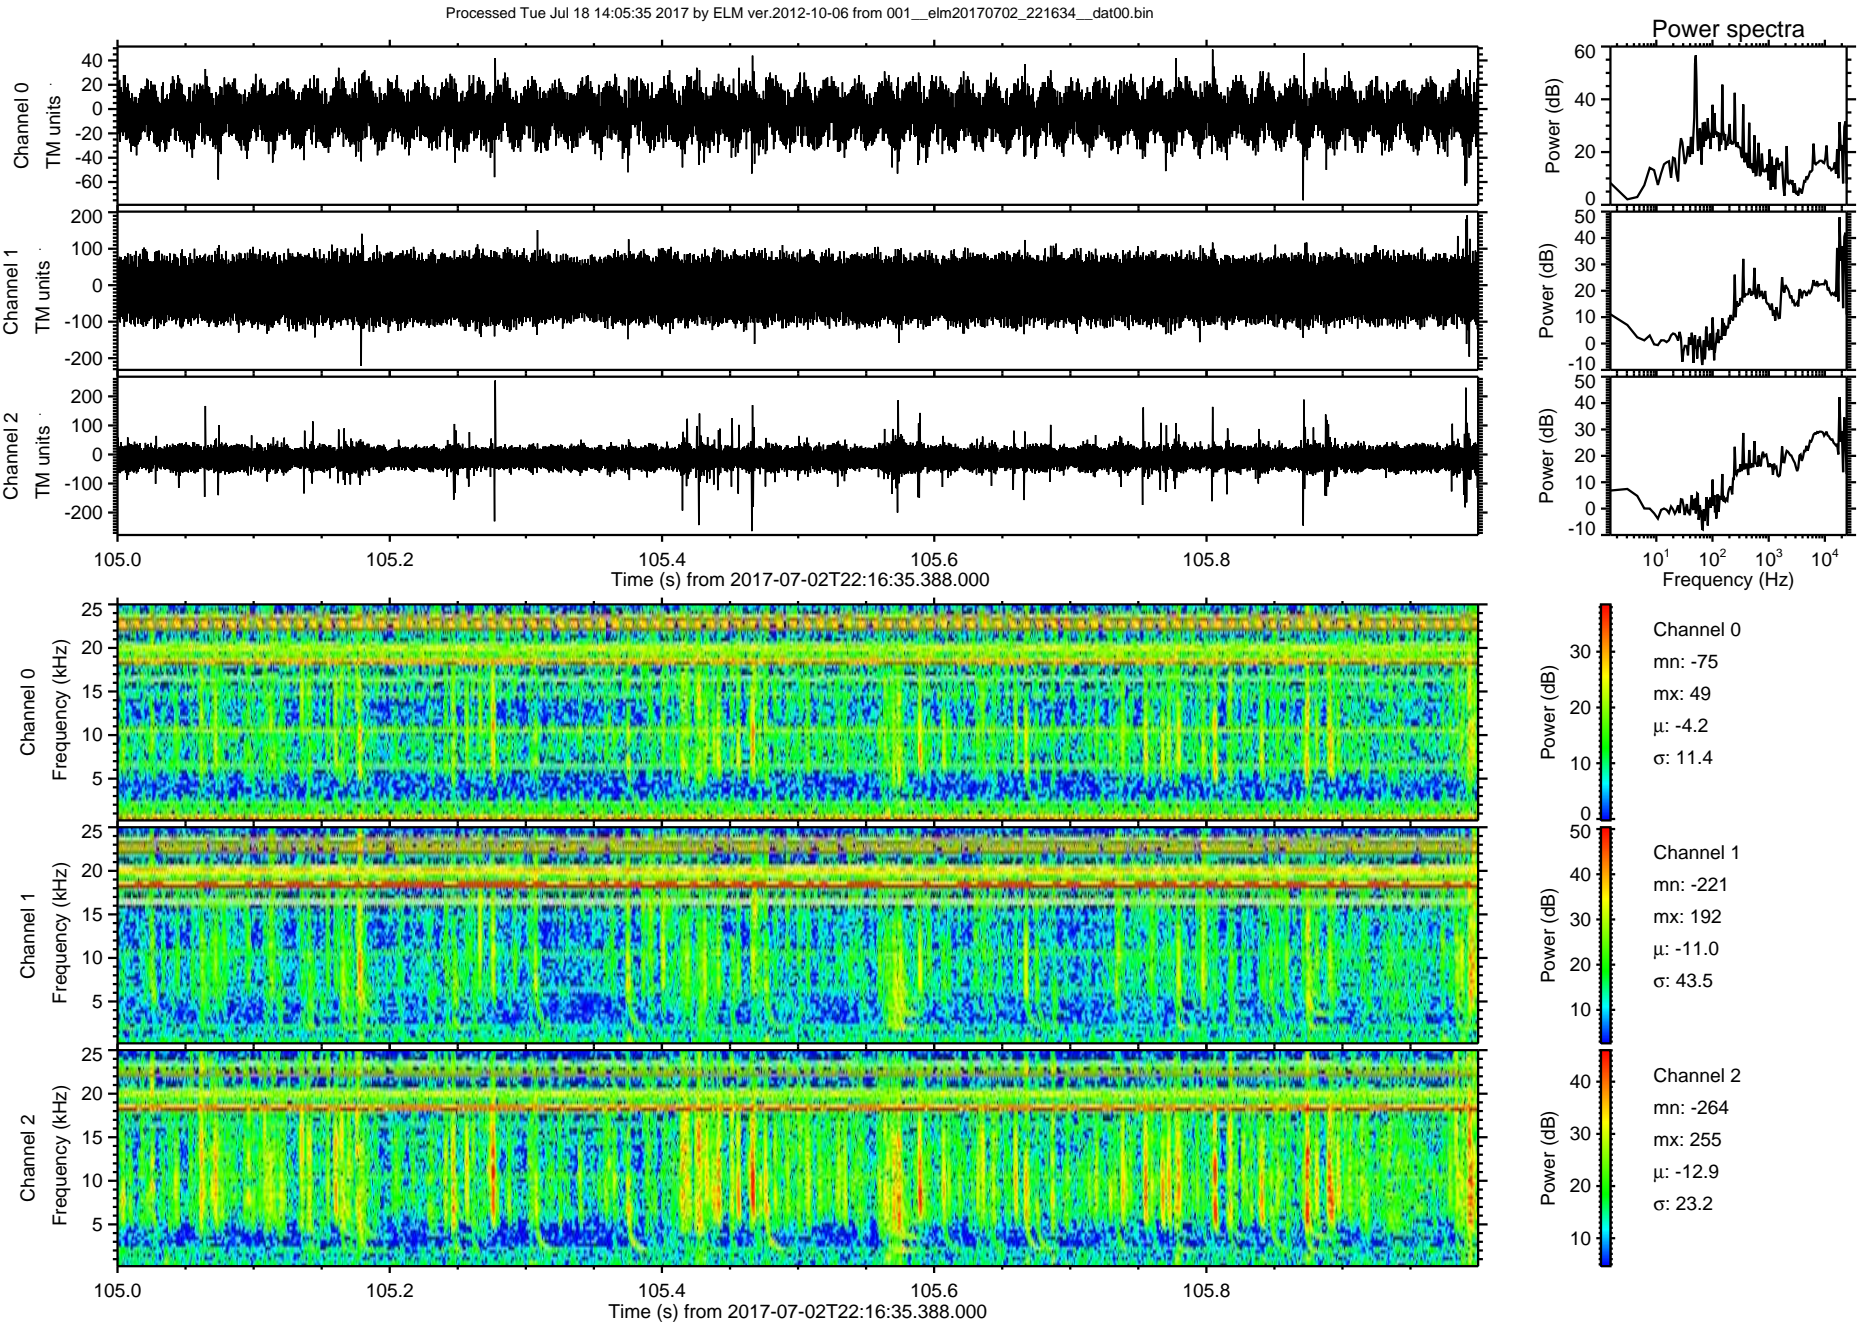 Processed Tue Jul 18 14:05:35 2017 by ELM ver.2012-10-06 from 001__elm20170702_221634__dat00.bin
Power spectra
Channel 0
TM units
40
20
0
-20
-40
-60
Power (dB)
60
40
20
0
Channel 1
TM units
200
100
0
-100
-200
Power (dB)
50
40
30
20
10
0
-10
Channel 2
TM units
200
100
0
-100
-200
Power (dB)
50
40
30
20
10
0
-10
105.0 105.2 105.4 105.6 105.8
Time (s) from 2017-07-02T22:16:35.388.000
10^1 10^2 10^3 10^4
Frequency (Hz)
Channel 0
Frequency (kHz)
25
20
15
10
5
Power (dB)
30
20
10
0
Channel 0
mn: -75
mx: 49
μ: -4.2
σ: 11.4
Channel 1
Frequency (kHz)
25
20
15
10
5
Power (dB)
50
40
30
20
10
Channel 1
mn: -221
mx: 192
μ: -11.0
σ: 43.5
Channel 2
Frequency (kHz)
25
20
15
10
5
Power (dB)
40
30
20
10
Channel 2
mn: -264
mx: 255
μ: -12.9
σ: 23.2
105.0 105.2 105.4 105.6 105.8
Time (s) from 2017-07-02T22:16:35.388.000